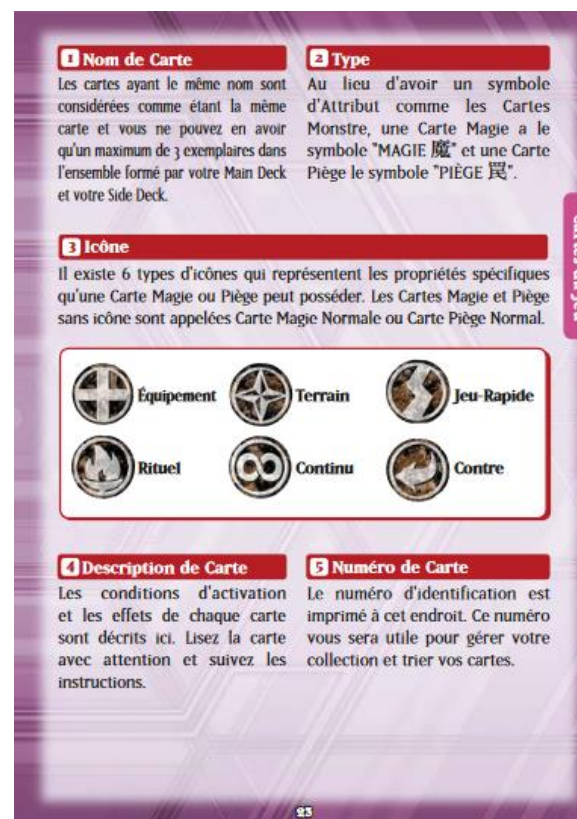 1 Nom de Carte
Les cartes ayant le même nom sont
considérées comme étant la même
carte et vous ne pouvez en avoir
qu'un maximum de 3 exemplaires dans
l'ensemble formé par votre Main Deck
et votre Side Deck.
2 Type
Au lieu d'avoir un symbole
d'Attribut comme les Cartes
Monstre, une Carte Magie a le
symbole "MAGIE 魔" et une Carte
Piège le symbole "PIÈGE 罠".
3 Icône
Il existe 6 types d'icônes qui représentent les propriétés spécifiques
qu'une Carte Magie ou Piège peut posséder. Les Cartes Magie et Piège
sans icône sont appelées Carte Magie Normale ou Carte Piège Normal.
Équipement Terrain Jeu-Rapide
Rituel Continu Contre
4 Description de Carte
Les conditions d'activation
et les effets de chaque carte
sont décrits ici. Lisez la carte
avec attention et suivez les
instructions.
5 Numéro de Carte
Le numéro d'identification est
imprimé à cet endroit. Ce numéro
vous sera utile pour gérer votre
collection et trier vos cartes.
23